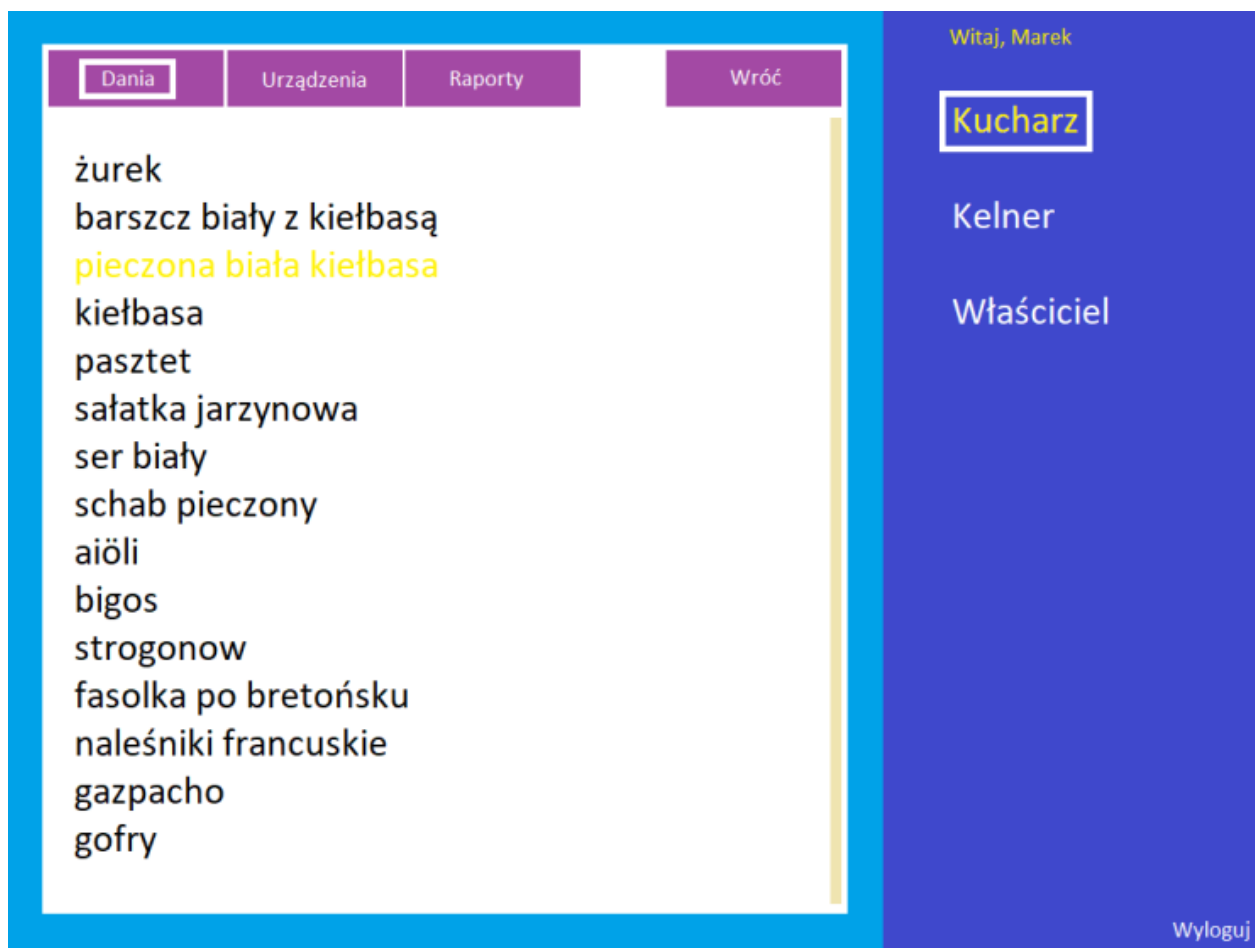 Dania
Urządzenia
Raporty
Wróć
żurek
barszcz biały z kiełbasą
pieczona biała kiełbasa
kiełbasa
pasztet
sałatka jarzynowa
ser biały
schab pieczony
aiöli
bigos
strogonow
fasolka po bretońsku
naleśniki francuskie
gazpacho
gofry
Witaj, Marek
Kucharz
Kelner
Właściciel
Wyloguj